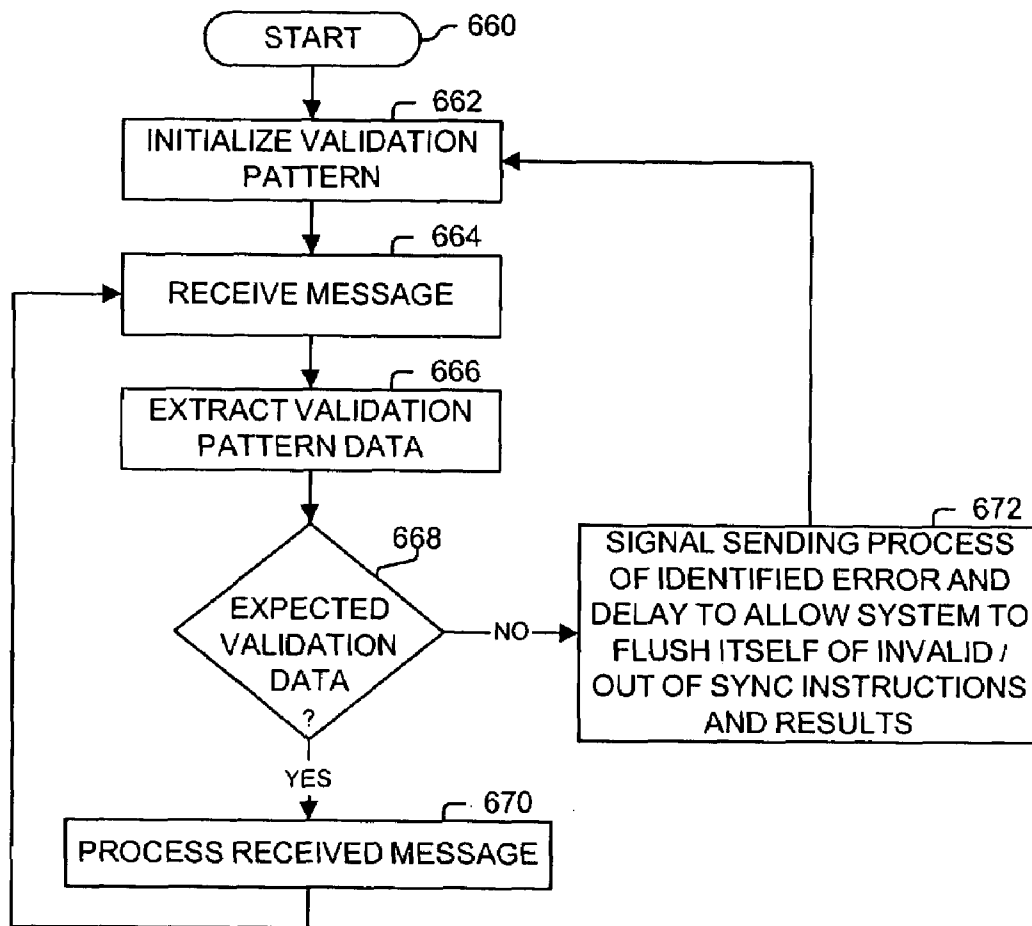 START
660
662
INITIALIZE VALIDATION
PATTERN
664
RECEIVE MESSAGE
666
EXTRACT VALIDATION
PATTERN DATA
668
EXPECTED
VALIDATION
DATA
?
NO
672
SIGNAL SENDING PROCESS
OF IDENTIFIED ERROR AND
DELAY TO ALLOW SYSTEM TO
FLUSH ITSELF OF INVALID /
OUT OF SYNC INSTRUCTIONS
AND RESULTS
YES
670
PROCESS RECEIVED MESSAGE